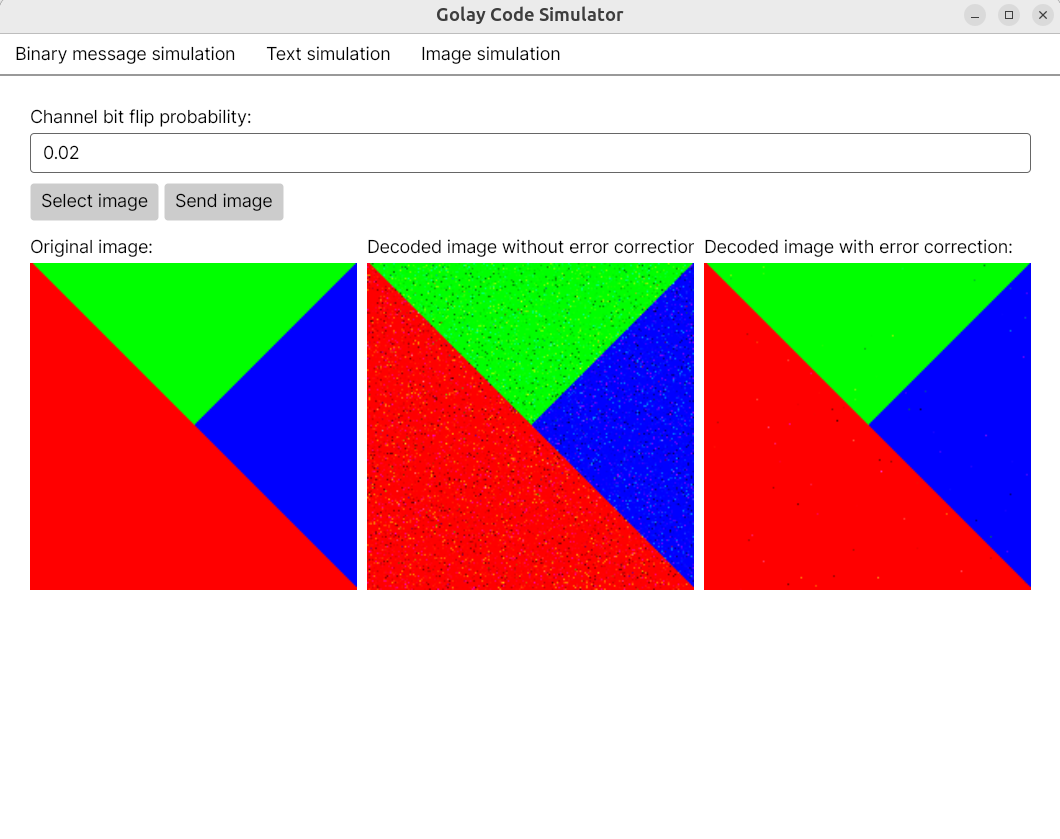 Golay Code Simulator
Binary message simulation Text simulation Image simulation
Channel bit flip probability:
0.02
Select image Send image
Original image: Decoded image without error correction Decoded image with error correction: